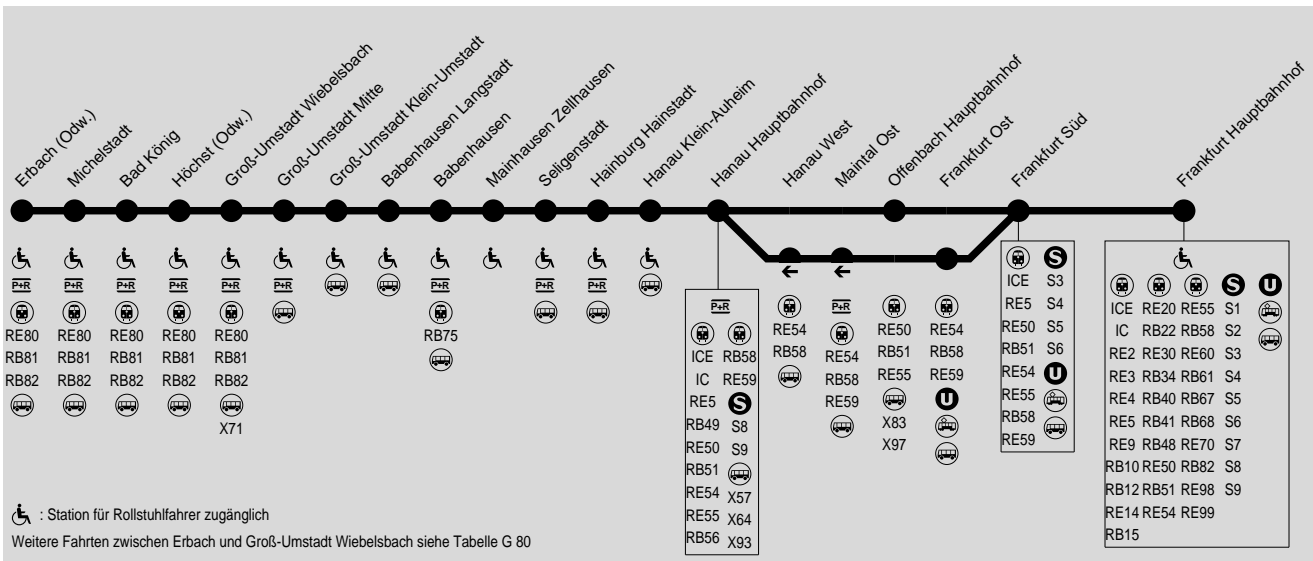 Erbach (Odw.)
Michelstadt
Bad König
Höchst (Odw.)
Groß-Umstadt Wiebelsbach
Groß-Umstadt Mitte
Groß-Umstadt Klein-Umstadt
Babenhausen Langstadt
Babenhausen
Mainhausen Zellhausen
Seligenstadt
Hainburg Hainstadt
Hanau Klein-Auheim
Hanau Hauptbahnhof
Hanau West
Maintal Ost
Offenbach Hauptbahnhof
Frankfurt Ost
Frankfurt Süd
Frankfurt Hauptbahnhof
P+R
RE80
RB81
RB82
P+R
RE80
RB81
RB82
P+R
RE80
RB81
RB82
P+R
RE80
RB81
RB82
P+R
RE80
RB81
RB82
X71
P+R
P+R
RB75
P+R
P+R
P+R
ICE RB58
IC RE59
RE5 S
RB49 S8
RE50 S9
RB51
RE54 X57
RE55 X64
RB56 X93
RE54
RB58
P+R
RE54
RB58
RE59
RE50
RB51
RE55
X83
X97
RE54
RB58
RE59
U
S
ICE S3
RE5 S4
RE50 S5
RB51 S6
RE54 U
RE55
RB58
RE59
S U
ICE RE20 RE55 S1
IC RB22 RB58 S2
RE2 RE30 RE60 S3
RE3 RB34 RB61 S4
RE4 RB40 RB67 S5
RE5 RB41 RB68 S6
RE9 RB48 RE70 S7
RB10 RE50 RB82 S8
RB12 RB51 RE98 S9
RE14 RE54 RE99
RB15
: Station für Rollstuhlfahrer zugänglich
Weitere Fahrten zwischen Erbach und Groß-Umstadt Wiebelsbach siehe Tabelle G 80